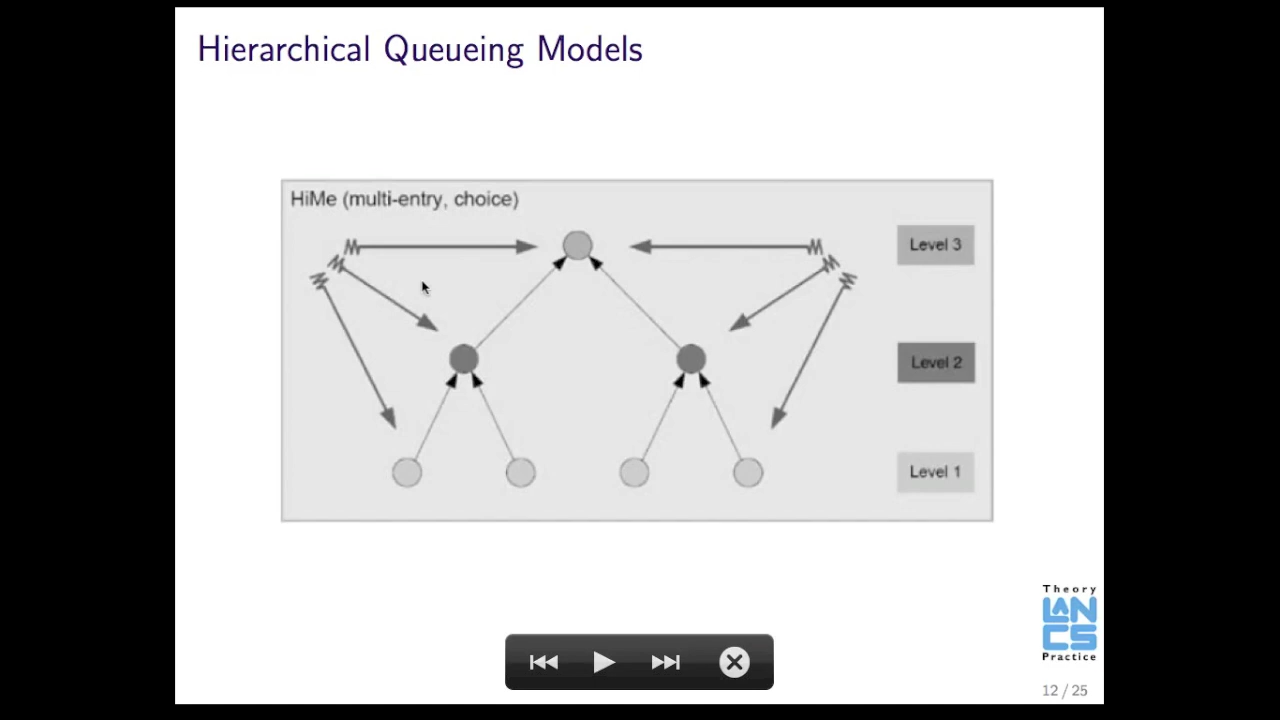 Hierarchical Queueing Models
HiMe (multi-entry, choice)
Level 3
Level 2
Level 1
Theory
LANCS
Practice
12 / 25